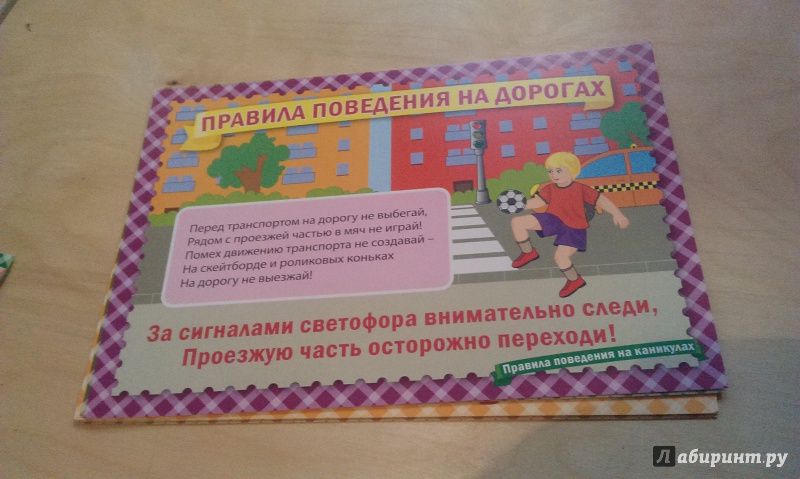 ПРАВИЛА ПОВЕДЕНИЯ НА ДОРОГАХ
Перед транспортом на дорогу не выбегай,
Рядом с проезжей частью в мяч не играй!
Помех движению транспорта не создавай –
На скейтборде и роликовых коньках
На дорогу не выезжай!
За сигналами светофора внимательно следи,
Проезжую часть осторожно переходи!
Правила поведения на каникулах
Лабиринт.ру